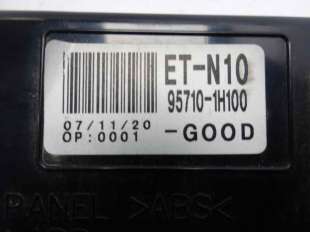 ET-N10
95710-1H100
07/11/20
OP:0001
-GOOD
PANEL >ABS<